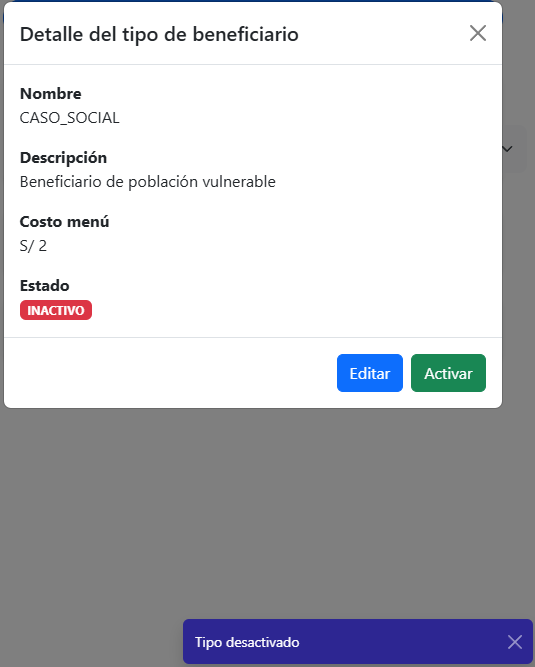 Detalle del tipo de beneficiario
Nombre
CASO_SOCIAL
Descripción
Beneficiario de población vulnerable
Costo menú
S/ 2
Estado
INACTIVO
Editar
Activar
Tipo desactivado